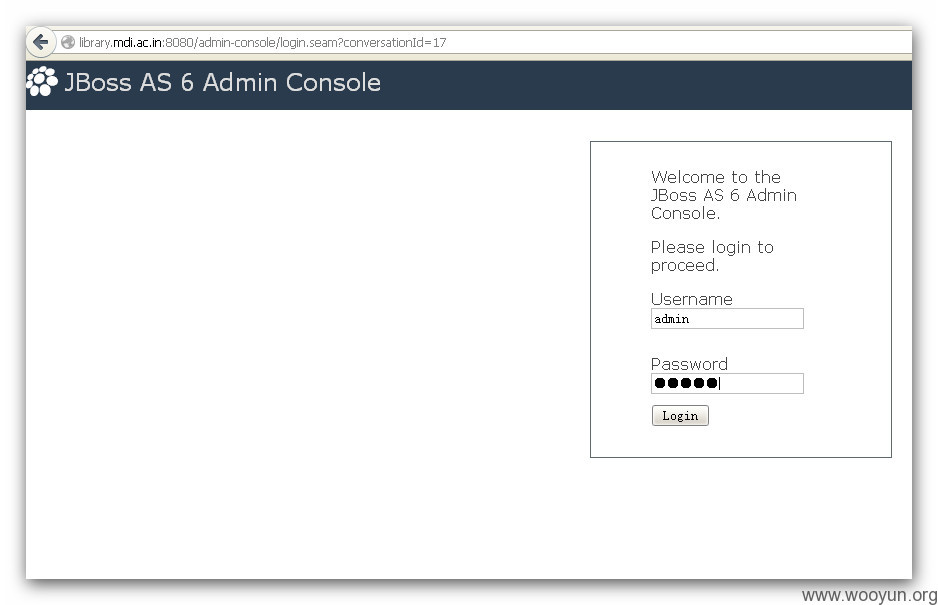 library.mdi.ac.in:8080/admin-console/login.seam?conversationId=17
JBoss AS 6 Admin Console
Welcome to the
JBoss AS 6 Admin
Console.
Please login to
proceed.
Username
admin
Password
●●●●●
Login
www.wooyun.org